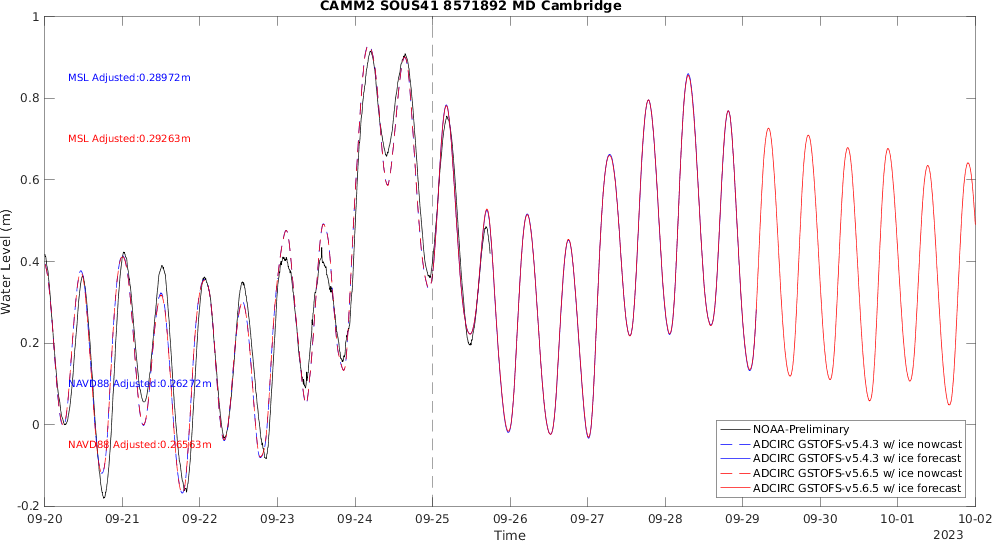 CAMM2 SOUS41 8571892 MD Cambridge
1
0.8
0.6
0.4
0.2
0
-0.2
Water Level (m)
MSL Adjusted:0.28972m
MSL Adjusted:0.29263m
NAVD88 Adjusted:0.26272m
NAVD88 Adjusted:0.26563m
NOAA-Preliminary
ADCIRC GSTOFS-v5.4.3 w/ ice nowcast
ADCIRC GSTOFS-v5.4.3 w/ ice forecast
ADCIRC GSTOFS-v5.6.5 w/ ice nowcast
ADCIRC GSTOFS-v5.6.5 w/ ice forecast
09-20 09-21 09-22 09-23 09-24 09-25 09-26 09-27 09-28 09-29 09-30 10-01 10-02
Time
2023